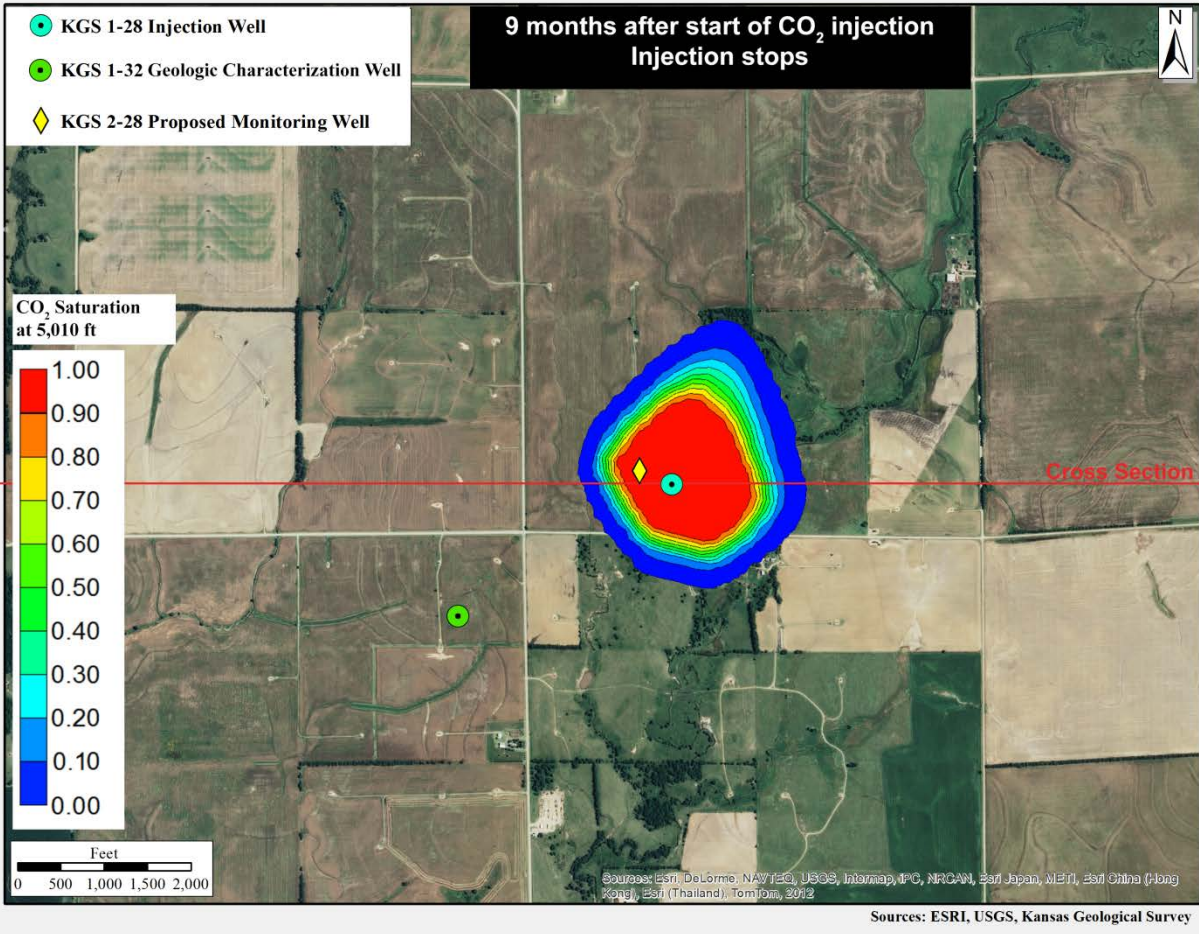 KGS 1-28 Injection Well
KGS 1-32 Geologic Characterization Well
KGS 2-28 Proposed Monitoring Well
9 months after start of CO₂ injection
Injection stops
N
CO₂ Saturation
at 5,010 ft
1.00
0.90
0.80
0.70
0.60
0.50
0.40
0.30
0.20
0.10
0.00
Cross Section
Feet
0 500 1,000 1,500 2,000
Sources: Esri, DeLorme, NAVTEQ, USGS, Intermap, iPC, NRCAN, Esri Japan, METI, Esri China (Hong
Kong), Esri (Thailand), TomTom, 2012
Sources: ESRI, USGS, Kansas Geological Survey